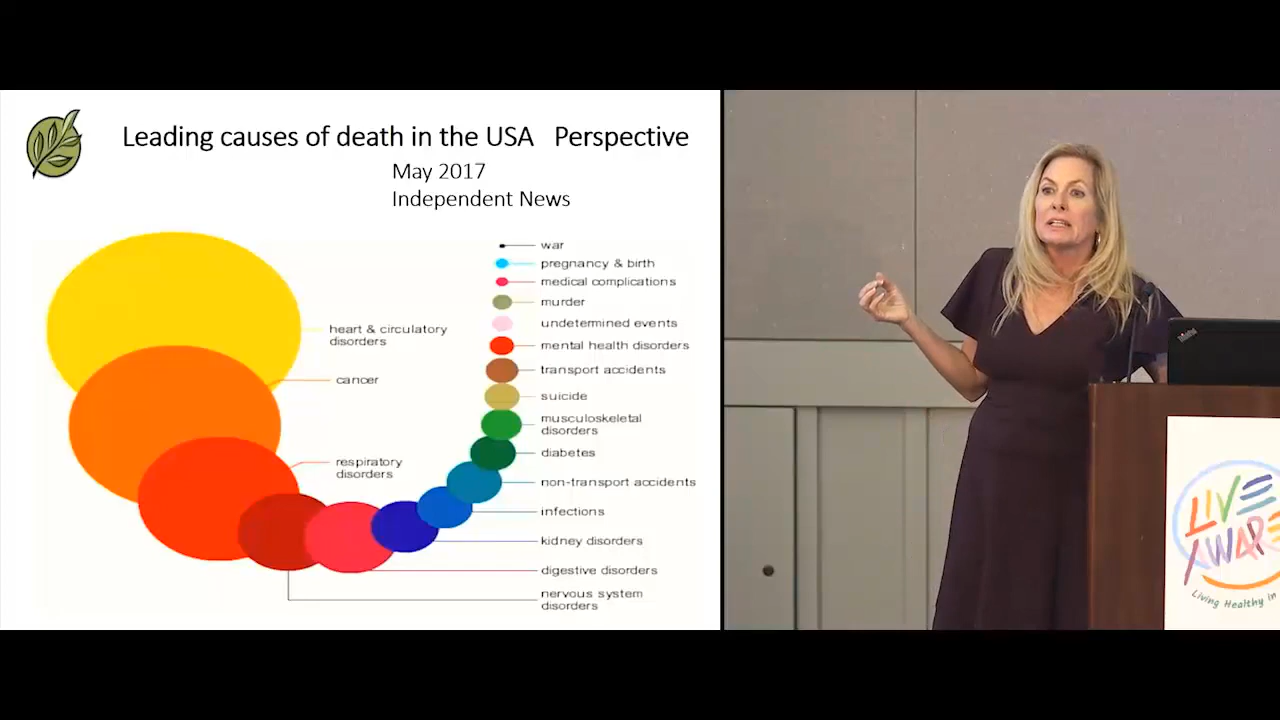 Leading causes of death in the USA Perspective
May 2017
Independent News
war
pregnancy & birth
medical complications
murder
undetermined events
mental health disorders
transport accidents
suicide
musculoskeletal
disorders
diabetes
non-transport accidents
infections
kidney disorders
digestive disorders
nervous system
disorders
heart & circulatory
disorders
cancer
respiratory
disorders
ThinkPad
LIVE
AWARE
Living Healthy in